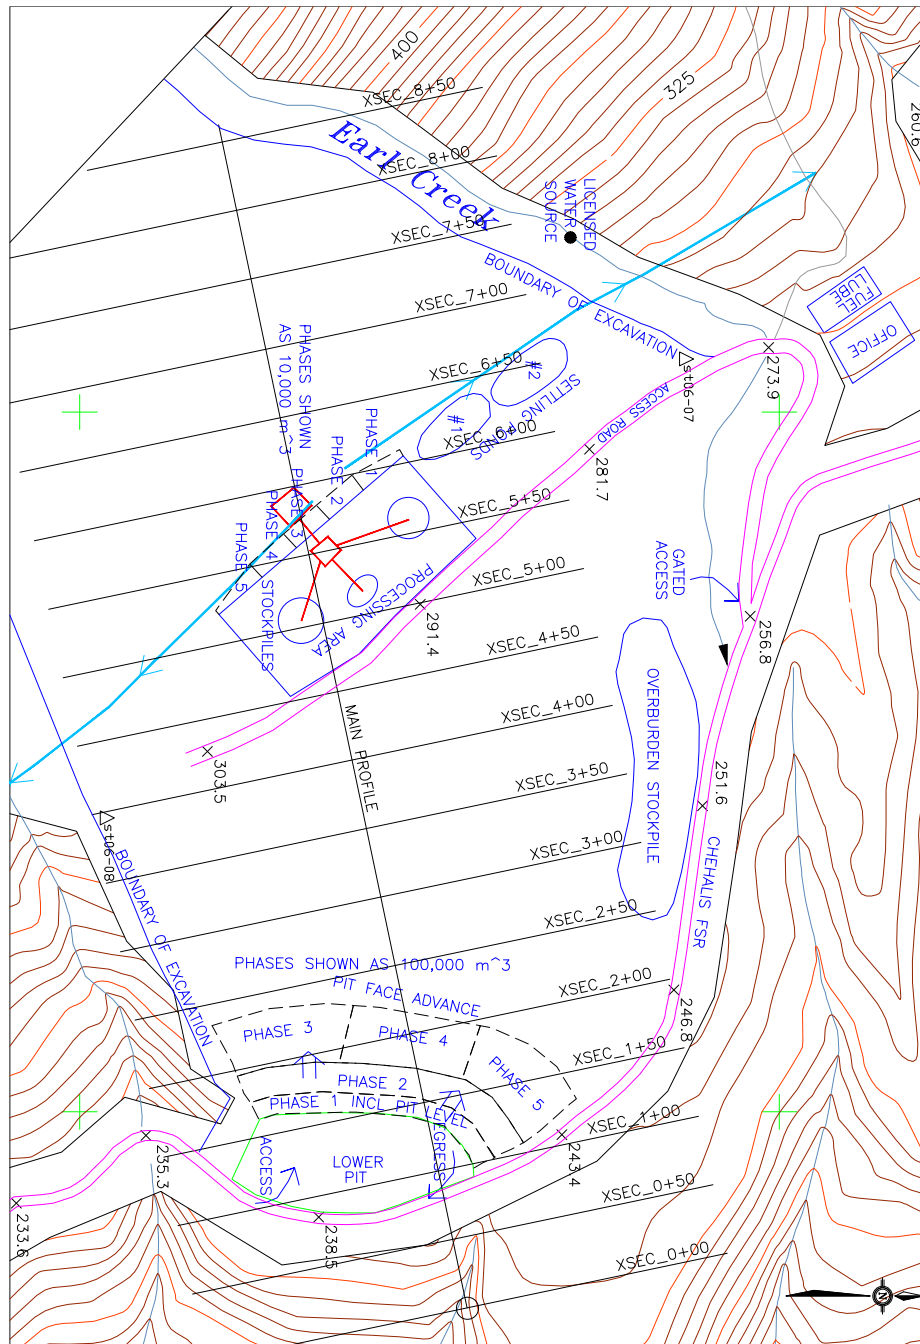 400
325
260.6
XSEC_8+50
Earl Creek
XSEC_8+00
LICENSED
WATER
SOURCE
XSEC_7+50
BOUNDARY OF EXCAVATION
XSEC_7+00
FUEL
LUBE
OFFICE
PHASES SHOWN
AS 10,000 m^3
XSEC_6+50
#2
SETTLING PONDS
#1
st06-07
273.9
ACCESS ROAD
XSEC_6+00
281.7
PHASE 1
PHASE 2
PHASE 3
PHASE 4
PHASE 5
XSEC_5+50
STOCKPILES
PROCESSING AREA
XSEC_5+00
291.4
GATED
ACCESS
256.8
XSEC_4+50
XSEC_4+00
MAIN PROFILE
OVERBURDEN STOCKPILE
303.5
XSEC_3+50
251.6
XSEC_3+00
CHEHALIS FSR
st06-08
BOUNDARY OF EXCAVATION
XSEC_2+50
PHASES SHOWN AS 100,000 m^3
XSEC_2+00
PIT FACE ADVANCE
246.8
PHASE 3
PHASE 4
XSEC_1+50
PHASE 5
PHASE 2
PHASE 1 INCL PIT LEVEL
XSEC_1+00
243.4
235.3
ACCESS
LOWER
PIT
EGRESS
XSEC_0+50
238.5
233.6
XSEC_0+00
N